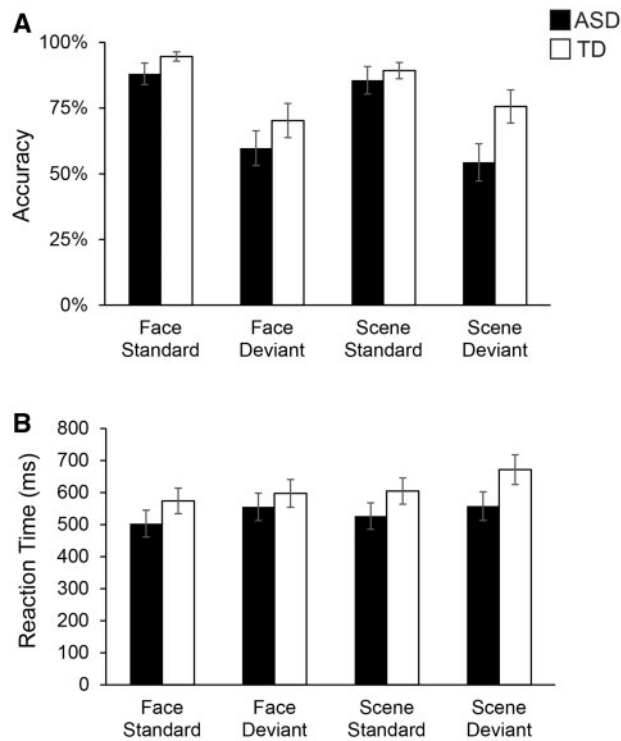 A
ASD
TD
100%
75%
50%
25%
0%
Accuracy
Face Standard
Face Deviant
Scene Standard
Scene Deviant
B
800
700
600
500
400
300
200
100
0
Reaction Time (ms)
Face Standard
Face Deviant
Scene Standard
Scene Deviant